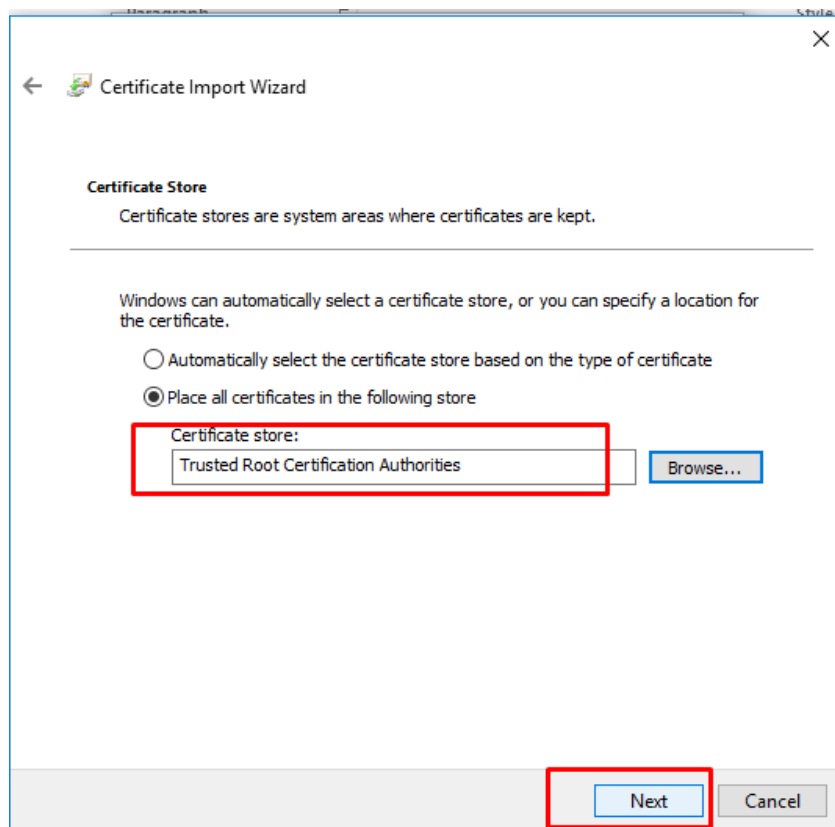 Paragraph
Style
Certificate Import Wizard
Certificate Store
Certificate stores are system areas where certificates are kept.
Windows can automatically select a certificate store, or you can specify a location for
the certificate.
Automatically select the certificate store based on the type of certificate
Place all certificates in the following store
Certificate store:
Trusted Root Certification Authorities
Browse...
Next
Cancel